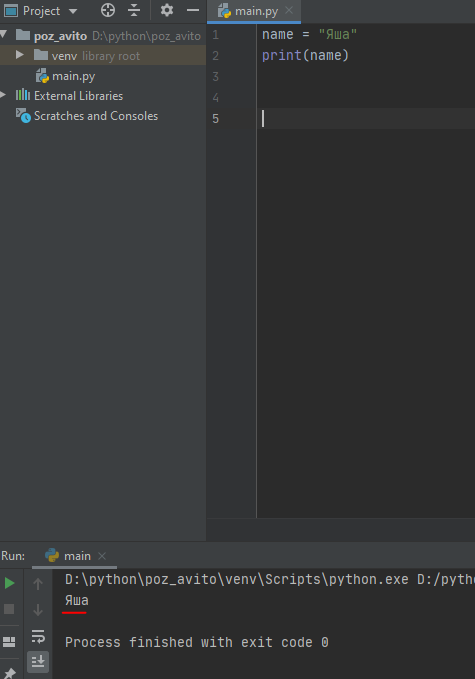 Project
main.py
poz_avito D:\python\poz_avito
venv library root
main.py
External Libraries
Scratches and Consoles
1 name = "Яша"
2 print(name)
3
4
5
Run: main
D:\python\poz_avito\venv\Scripts\python.exe D:/pytho
Яша
Process finished with exit code 0